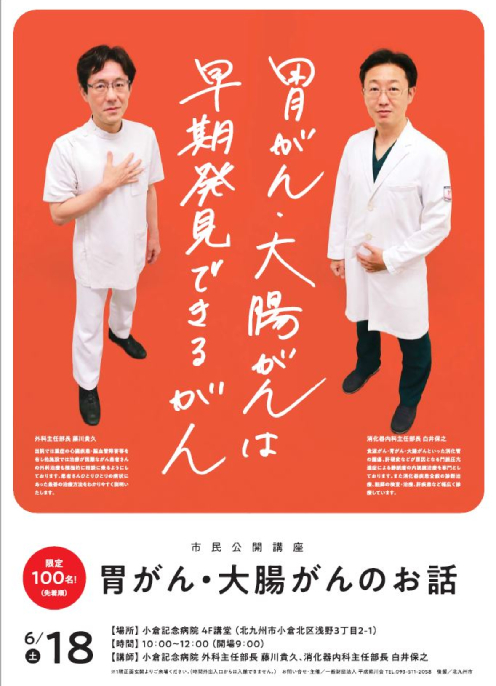 胃がん・大腸がんは
早期発見できるがん
外科主任部長 藤川貴久
消化器内科主任部長 白井保之
市民公開講座
限定
100名!
(先着順)
胃がん・大腸がんのお話
6/18
土
【場所】小倉記念病院 4F講堂（北九州市小倉北区浅野3丁目2-1）
【時間】10:00〜12:00（開場9:00）
【講師】小倉記念病院 外科主任部長 藤川貴久、消化器内科主任部長 白井保之